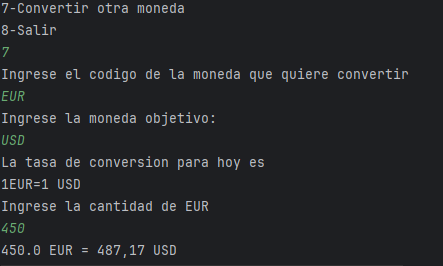 7-Convertir otra moneda
8-Salir
7
Ingrese el codigo de la moneda que quiere convertir
EUR
Ingrese la moneda objetivo:
USD
La tasa de conversion para hoy es
1EUR=1 USD
Ingrese la cantidad de EUR
450
450.0 EUR = 487,17 USD